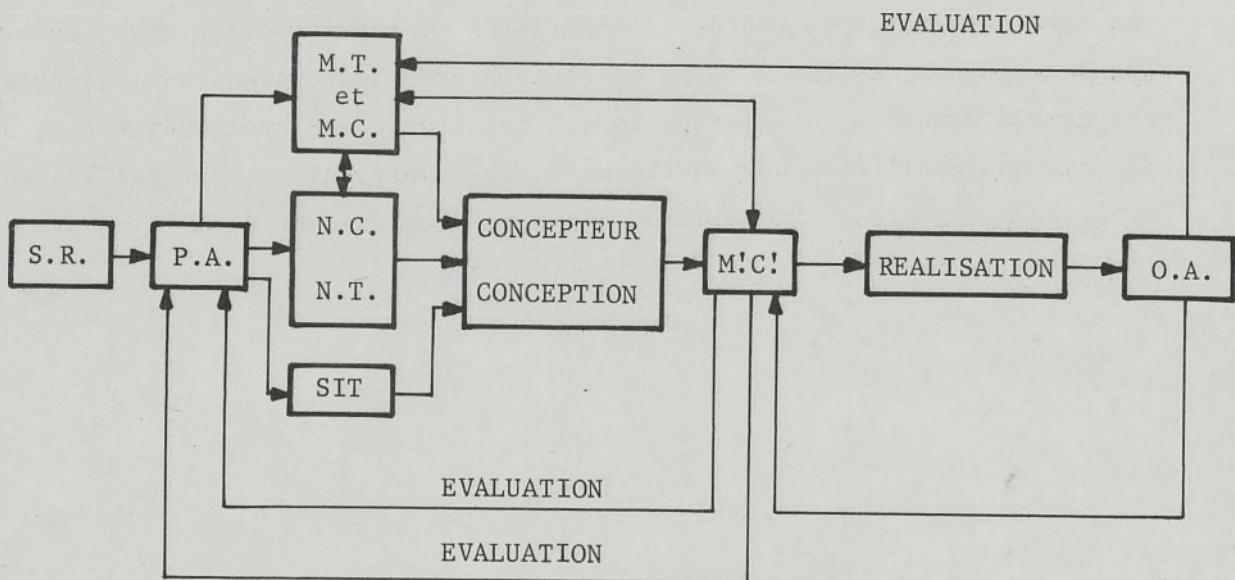 EVALUATION
M.T.
et
M.C.
S.R.
P.A.
N.C.
N.T.
SIT
CONCEPTEUR
CONCEPTION
M!C!
REALISATION
O.A.
EVALUATION
EVALUATION